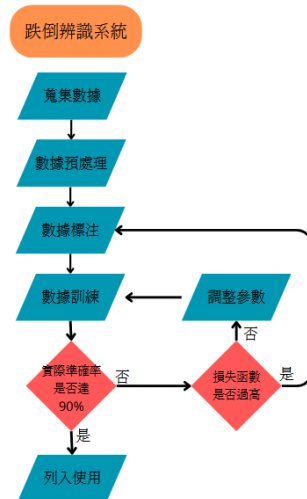 跌倒辨識系統
蒐集數據
數據預處理
數據標注
數據訓練
調整參數
否
實際準確率
是否達
90%
否
損失函數
是否過高
是
是
列入使用